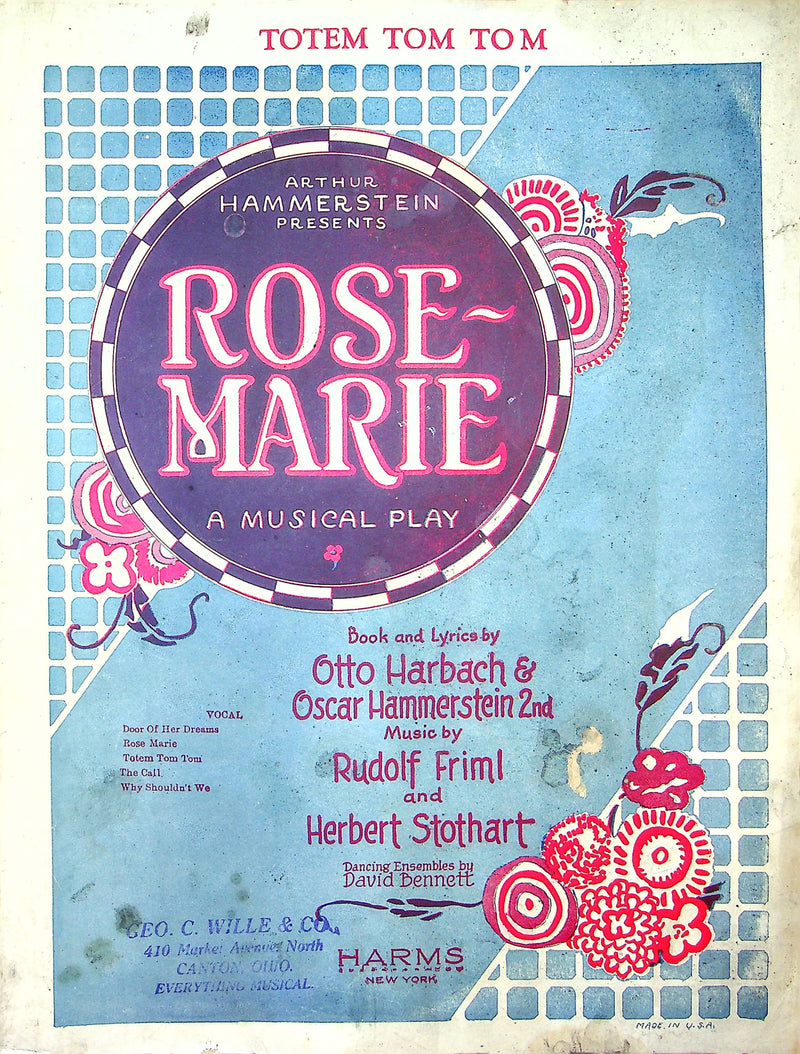 TOTEM TOM TOM
ARTHUR
HAMMERSTEIN
PRESENTS
ROSE-
MARIE
A MUSICAL PLAY
Book and Lyrics by
Otto Harbach &
Oscar Hammerstein 2nd
Music by
Rudolf Friml
and
Herbert Stothart
Dancing Ensembles by
David Bennett
VOCAL
Door Of Her Dreams
Rose Marie
Totem Tom Tom
The Call
Why Shouldn't We
GEO. C. WILLE & CO.
410 Market Avenue North
CANTON, OHIO.
EVERYTHING MUSICAL.
HARMS
NEW YORK
MADE IN U.S.A.